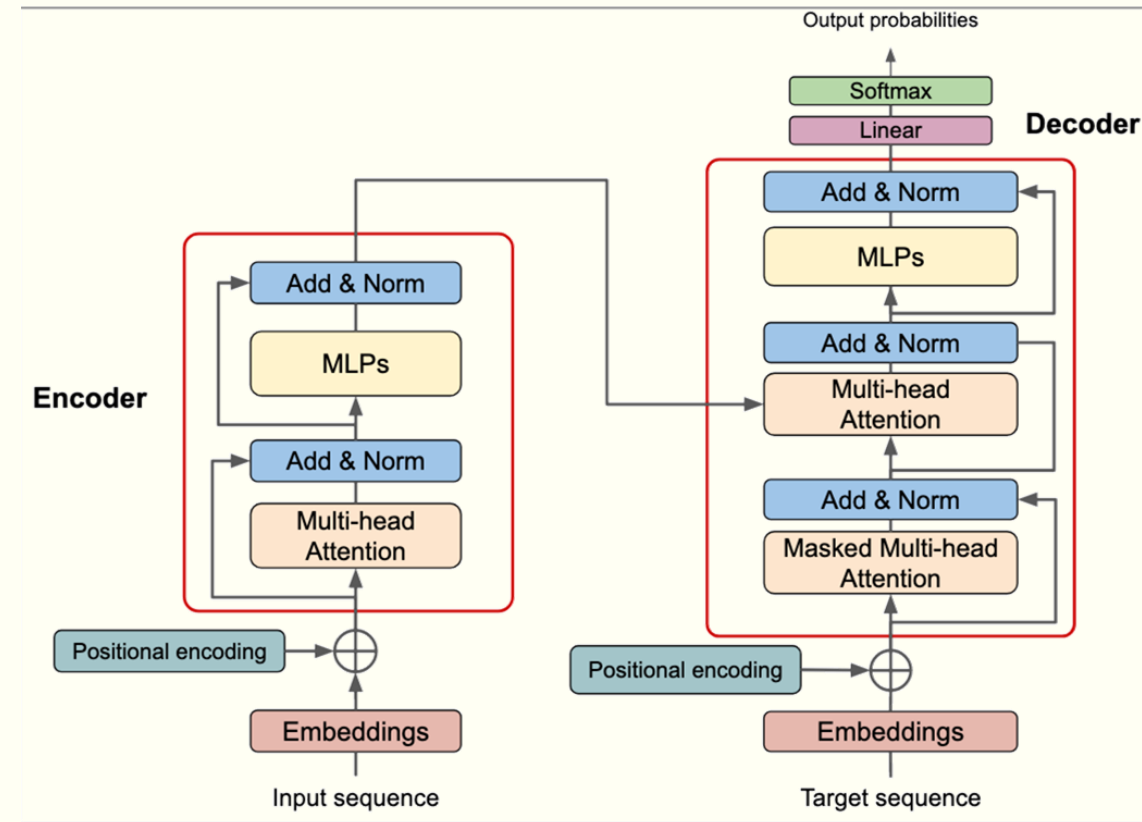 Output probabilities
Softmax
Linear
Decoder
Add & Norm
MLPs
Add & Norm
Multi-head
Attention
Add & Norm
Masked Multi-head
Attention
Positional encoding
Embeddings
Target sequence
Encoder
Add & Norm
MLPs
Add & Norm
Multi-head
Attention
Positional encoding
Embeddings
Input sequence